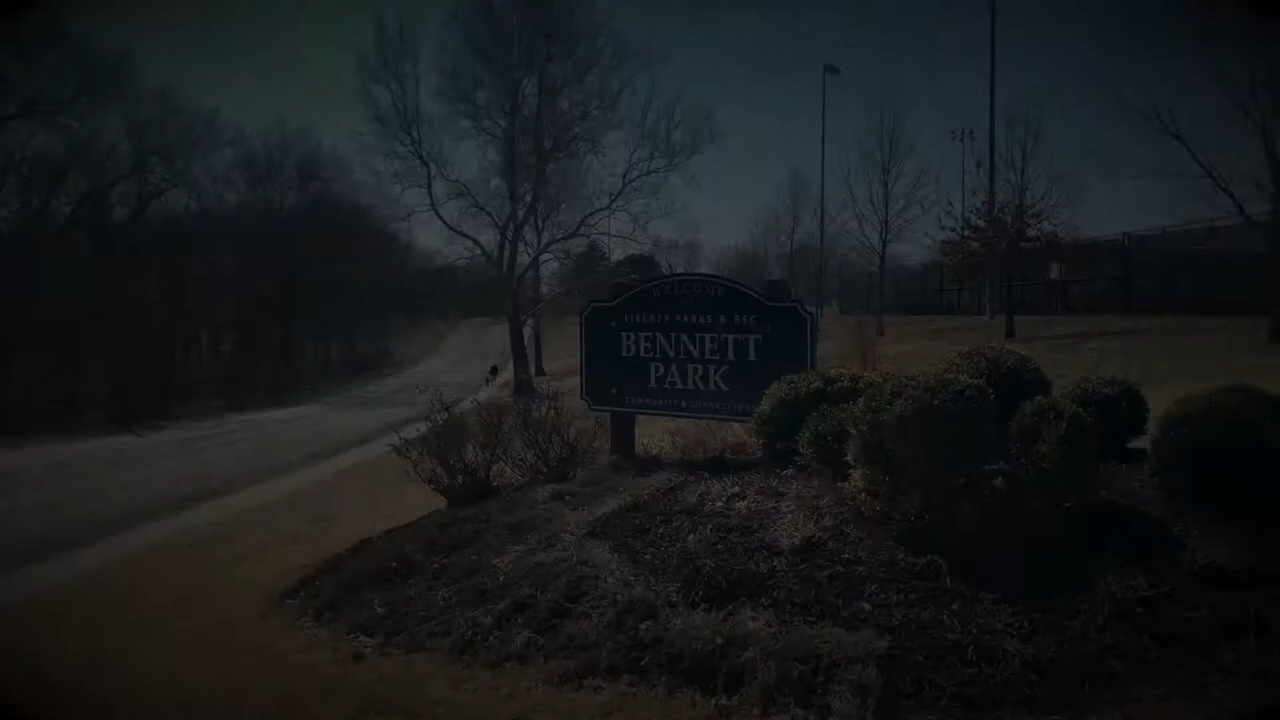 WELCOME
LIBERTY PARKS & REC
BENNETT
PARK
COMMUNITY & CONNECTIONS